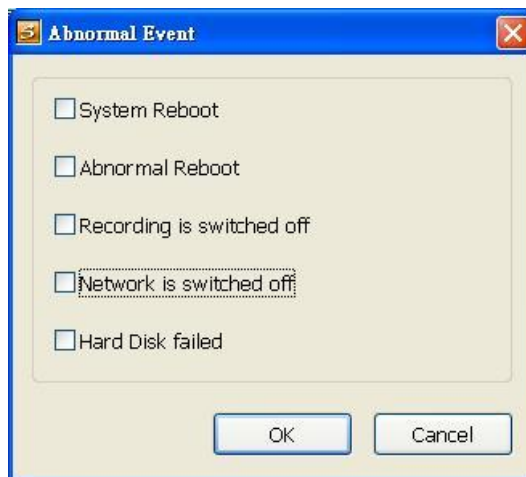 Abnormal Event
System Reboot
Abnormal Reboot
Recording is switched off
Network is switched off
Hard Disk failed
OK Cancel